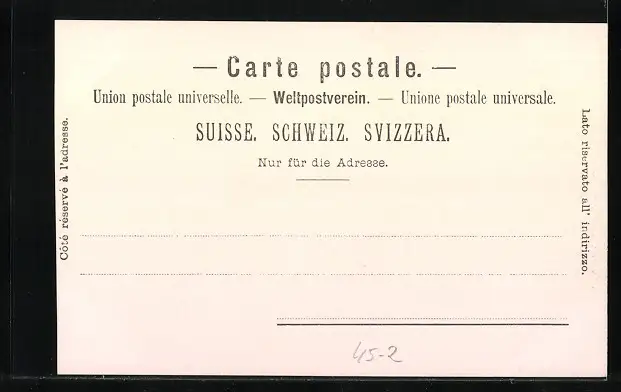 — Carte postale. —
Union postale universelle. — Weltpostverein. — Unione postale universale.
SUISSE. SCHWEIZ. SVIZZERA.
Nur für die Adresse.
Côté réservé à l'adresse.
Lato riservato all' indirizzo.
45-2